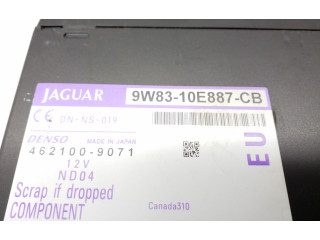 JAGUAR
9W83-10E887-CB
CE DN-NS-019
DENSO MADE IN JAPAN
462100-9071
12V
ND04
Scrap if dropped
COMPONENT
Canada310
EU